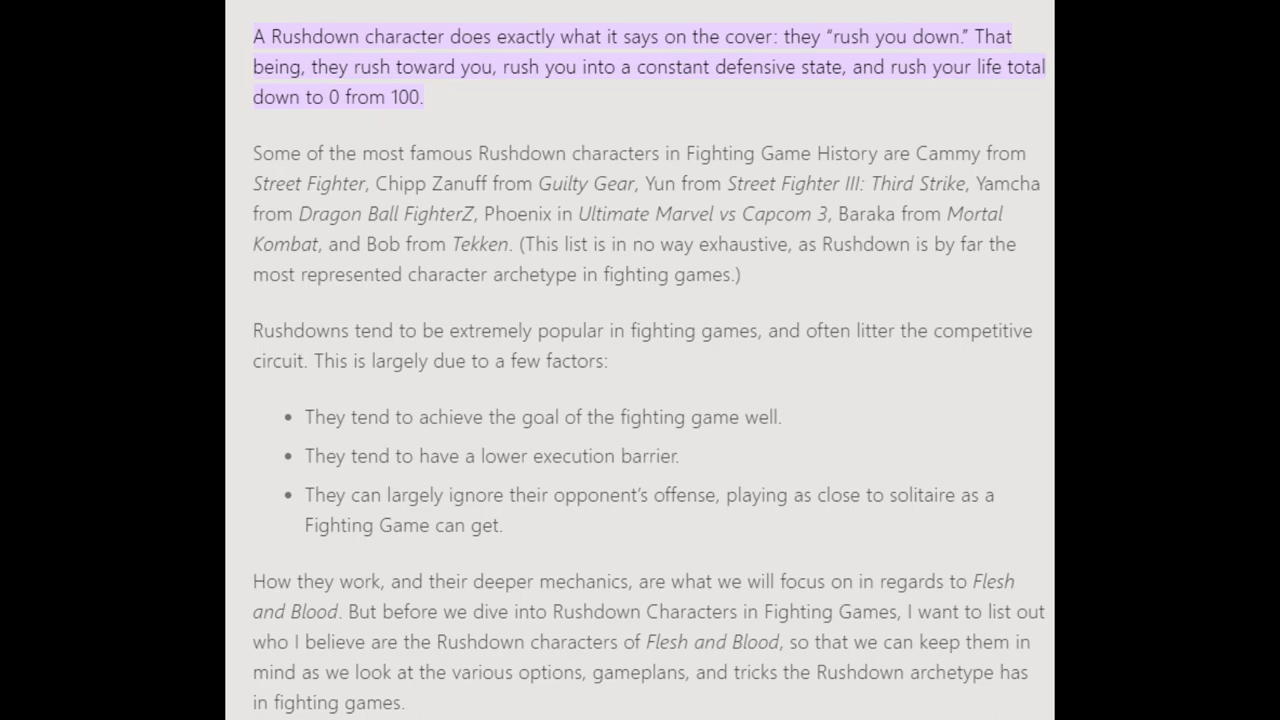 A Rushdown character does exactly what it says on the cover: they “rush you down.” That
being, they rush toward you, rush you into a constant defensive state, and rush your life total
down to 0 from 100.
Some of the most famous Rushdown characters in Fighting Game History are Cammy from
Street Fighter, Chipp Zanuff from Guilty Gear, Yun from Street Fighter III: Third Strike, Yamcha
from Dragon Ball FighterZ, Phoenix in Ultimate Marvel vs Capcom 3, Baraka from Mortal
Kombat, and Bob from Tekken. (This list is in no way exhaustive, as Rushdown is by far the
most represented character archetype in fighting games.)
Rushdowns tend to be extremely popular in fighting games, and often litter the competitive
circuit. This is largely due to a few factors:
• They tend to achieve the goal of the fighting game well.
• They tend to have a lower execution barrier.
• They can largely ignore their opponent’s offense, playing as close to solitaire as a
Fighting Game can get.
How they work, and their deeper mechanics, are what we will focus on in regards to Flesh
and Blood. But before we dive into Rushdown Characters in Fighting Games, I want to list out
who I believe are the Rushdown characters of Flesh and Blood, so that we can keep them in
mind as we look at the various options, gameplans, and tricks the Rushdown archetype has
in fighting games.